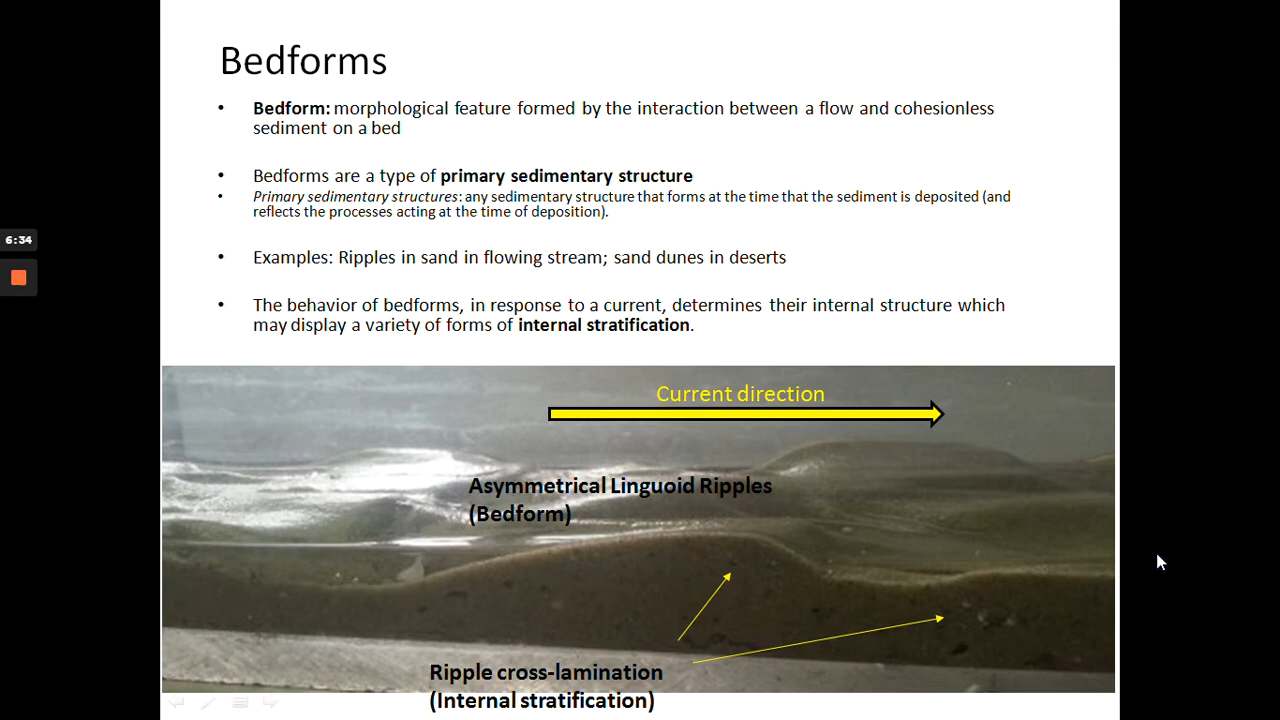 Bedforms
• Bedform: morphological feature formed by the interaction between a flow and cohesionless
sediment on a bed
• Bedforms are a type of primary sedimentary structure
• Primary sedimentary structures: any sedimentary structure that forms at the time that the sediment is deposited (and
reflects the processes acting at the time of deposition).
• Examples: Ripples in sand in flowing stream; sand dunes in deserts
• The behavior of bedforms, in response to a current, determines their internal structure which
may display a variety of forms of internal stratification.
6:34
Current direction
Asymmetrical Linguoid Ripples
(Bedform)
Ripple cross-lamination
(Internal stratification)